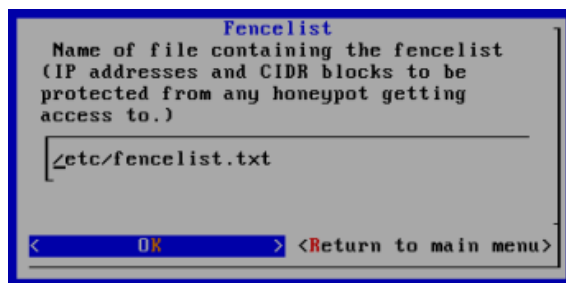 Fencelist
Name of file containing the fencelist
(IP addresses and CIDR blocks to be
protected from any honeypot getting
access to.)
/etc/fencelist.txt
<      OK      > <Return to main menu>